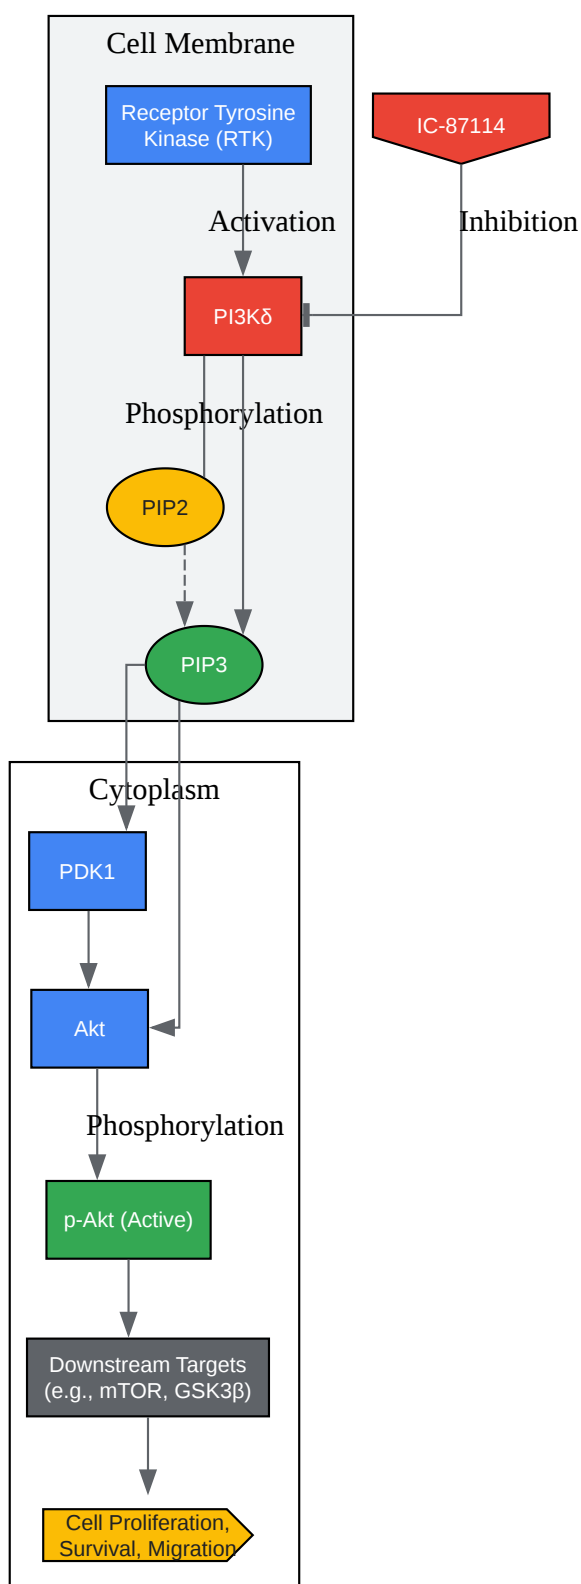 Cell Membrane
Receptor Tyrosine
Kinase (RTK)
IC-87114
Activation
Inhibition
PI3Kδ
Phosphorylation
PIP2
PIP3
Cytoplasm
PDK1
Akt
Phosphorylation
p-Akt (Active)
Downstream Targets
(e.g., mTOR, GSK3β)
Cell Proliferation,
Survival, Migration